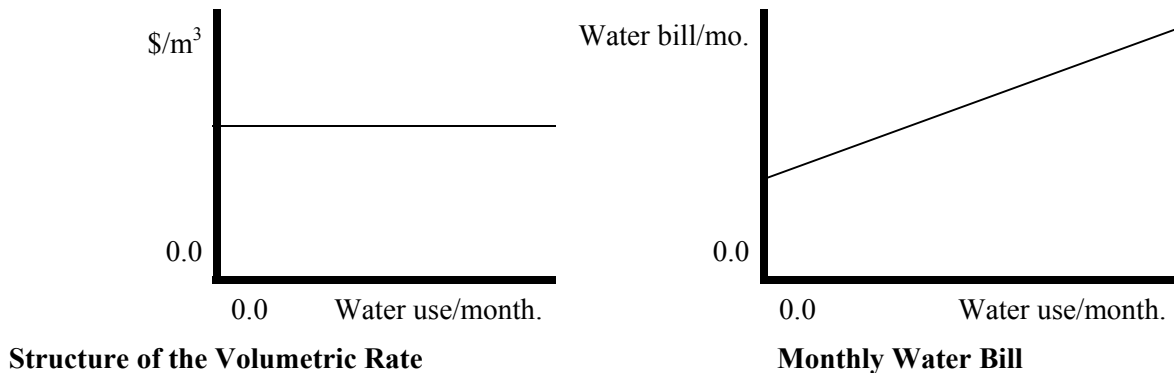 $/m³
0.0
0.0 Water use/month.
Structure of the Volumetric Rate
Water bill/mo.
0.0
0.0 Water use/month.
Monthly Water Bill